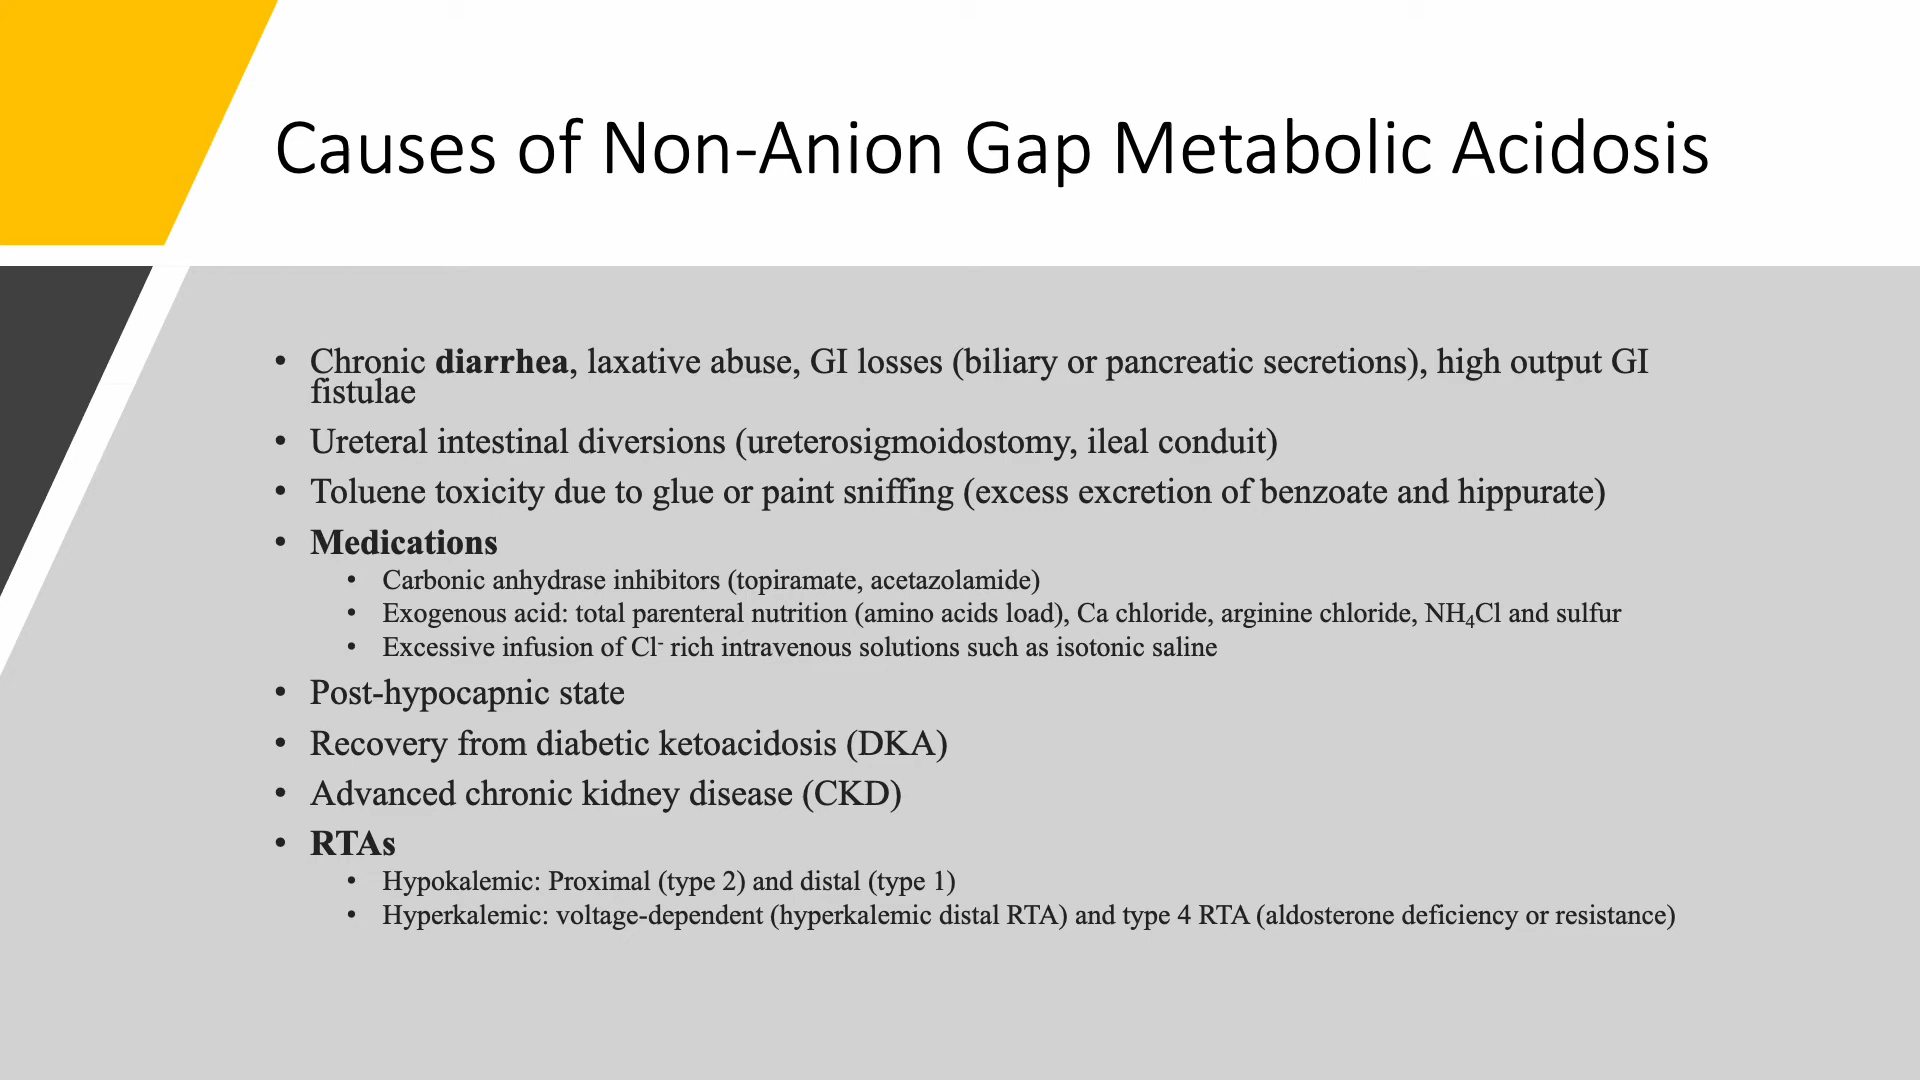 Causes of Non-Anion Gap Metabolic Acidosis
• Chronic diarrhea, laxative abuse, GI losses (biliary or pancreatic secretions), high output GI
fistulae
• Ureteral intestinal diversions (ureterosigmoidostomy, ileal conduit)
• Toluene toxicity due to glue or paint sniffing (excess excretion of benzoate and hippurate)
• Medications
• Carbonic anhydrase inhibitors (topiramate, acetazolamide)
• Exogenous acid: total parenteral nutrition (amino acids load), Ca chloride, arginine chloride, NH₄Cl and sulfur
• Excessive infusion of Cl⁻ rich intravenous solutions such as isotonic saline
• Post-hypocapnic state
• Recovery from diabetic ketoacidosis (DKA)
• Advanced chronic kidney disease (CKD)
• RTAs
• Hypokalemic: Proximal (type 2) and distal (type 1)
• Hyperkalemic: voltage-dependent (hyperkalemic distal RTA) and type 4 RTA (aldosterone deficiency or resistance)